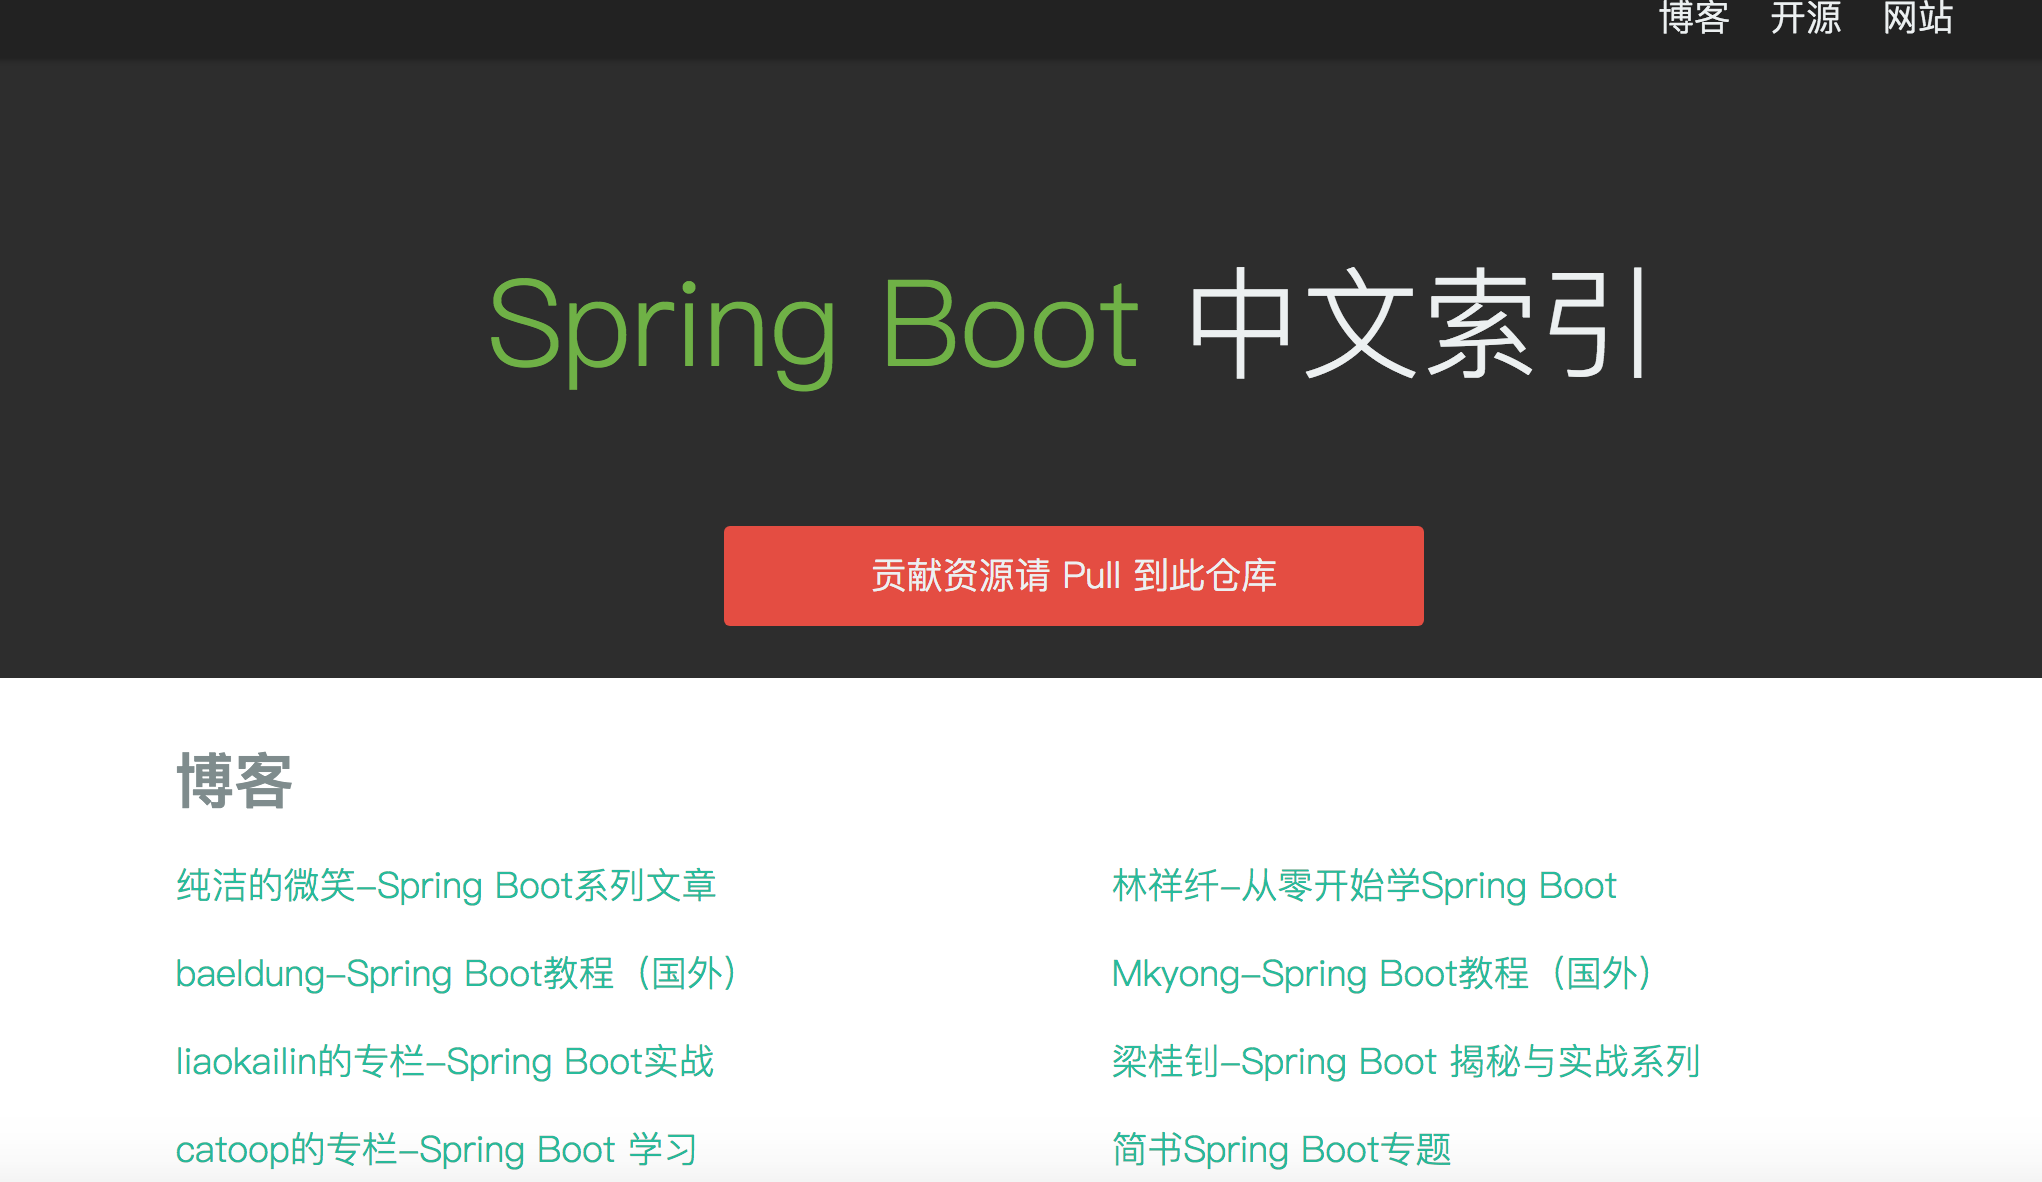 博客 开源 网站
Spring Boot 中文索引
贡献资源请 Pull 到此仓库
博客
纯洁的微笑-Spring Boot系列文章
林祥纤-从零开始学Spring Boot
baeldung-Spring Boot教程（国外）
Mkyong-Spring Boot教程（国外）
liaokailin的专栏-Spring Boot实战
梁桂钊-Spring Boot 揭秘与实战系列
catoop的专栏-Spring Boot 学习
简书Spring Boot专题